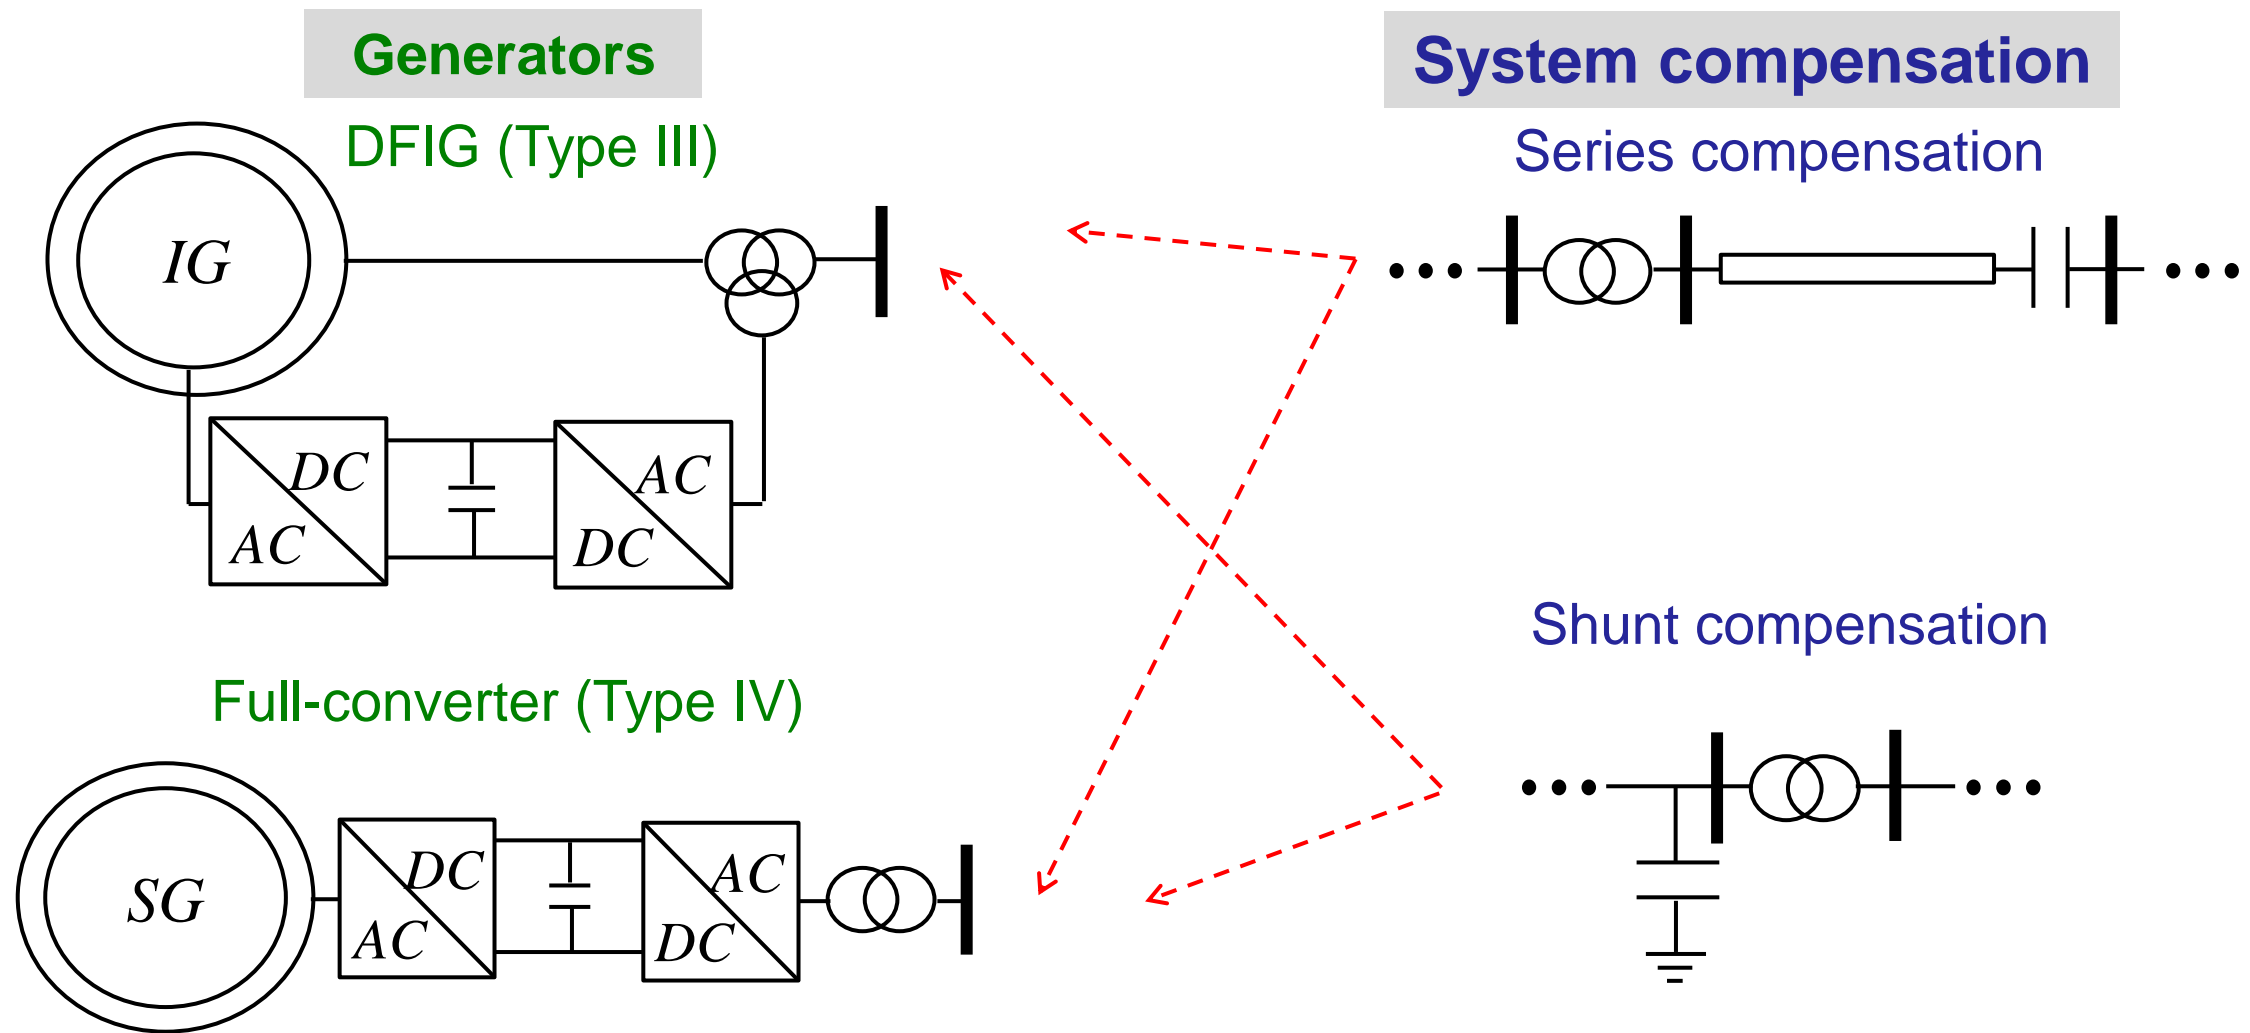 Generators
System compensation
DFIG (Type III)
Series compensation
IG
DC
AC
AC
DC
Shunt compensation
Full-converter (Type IV)
SG
DC
AC
AC
DC